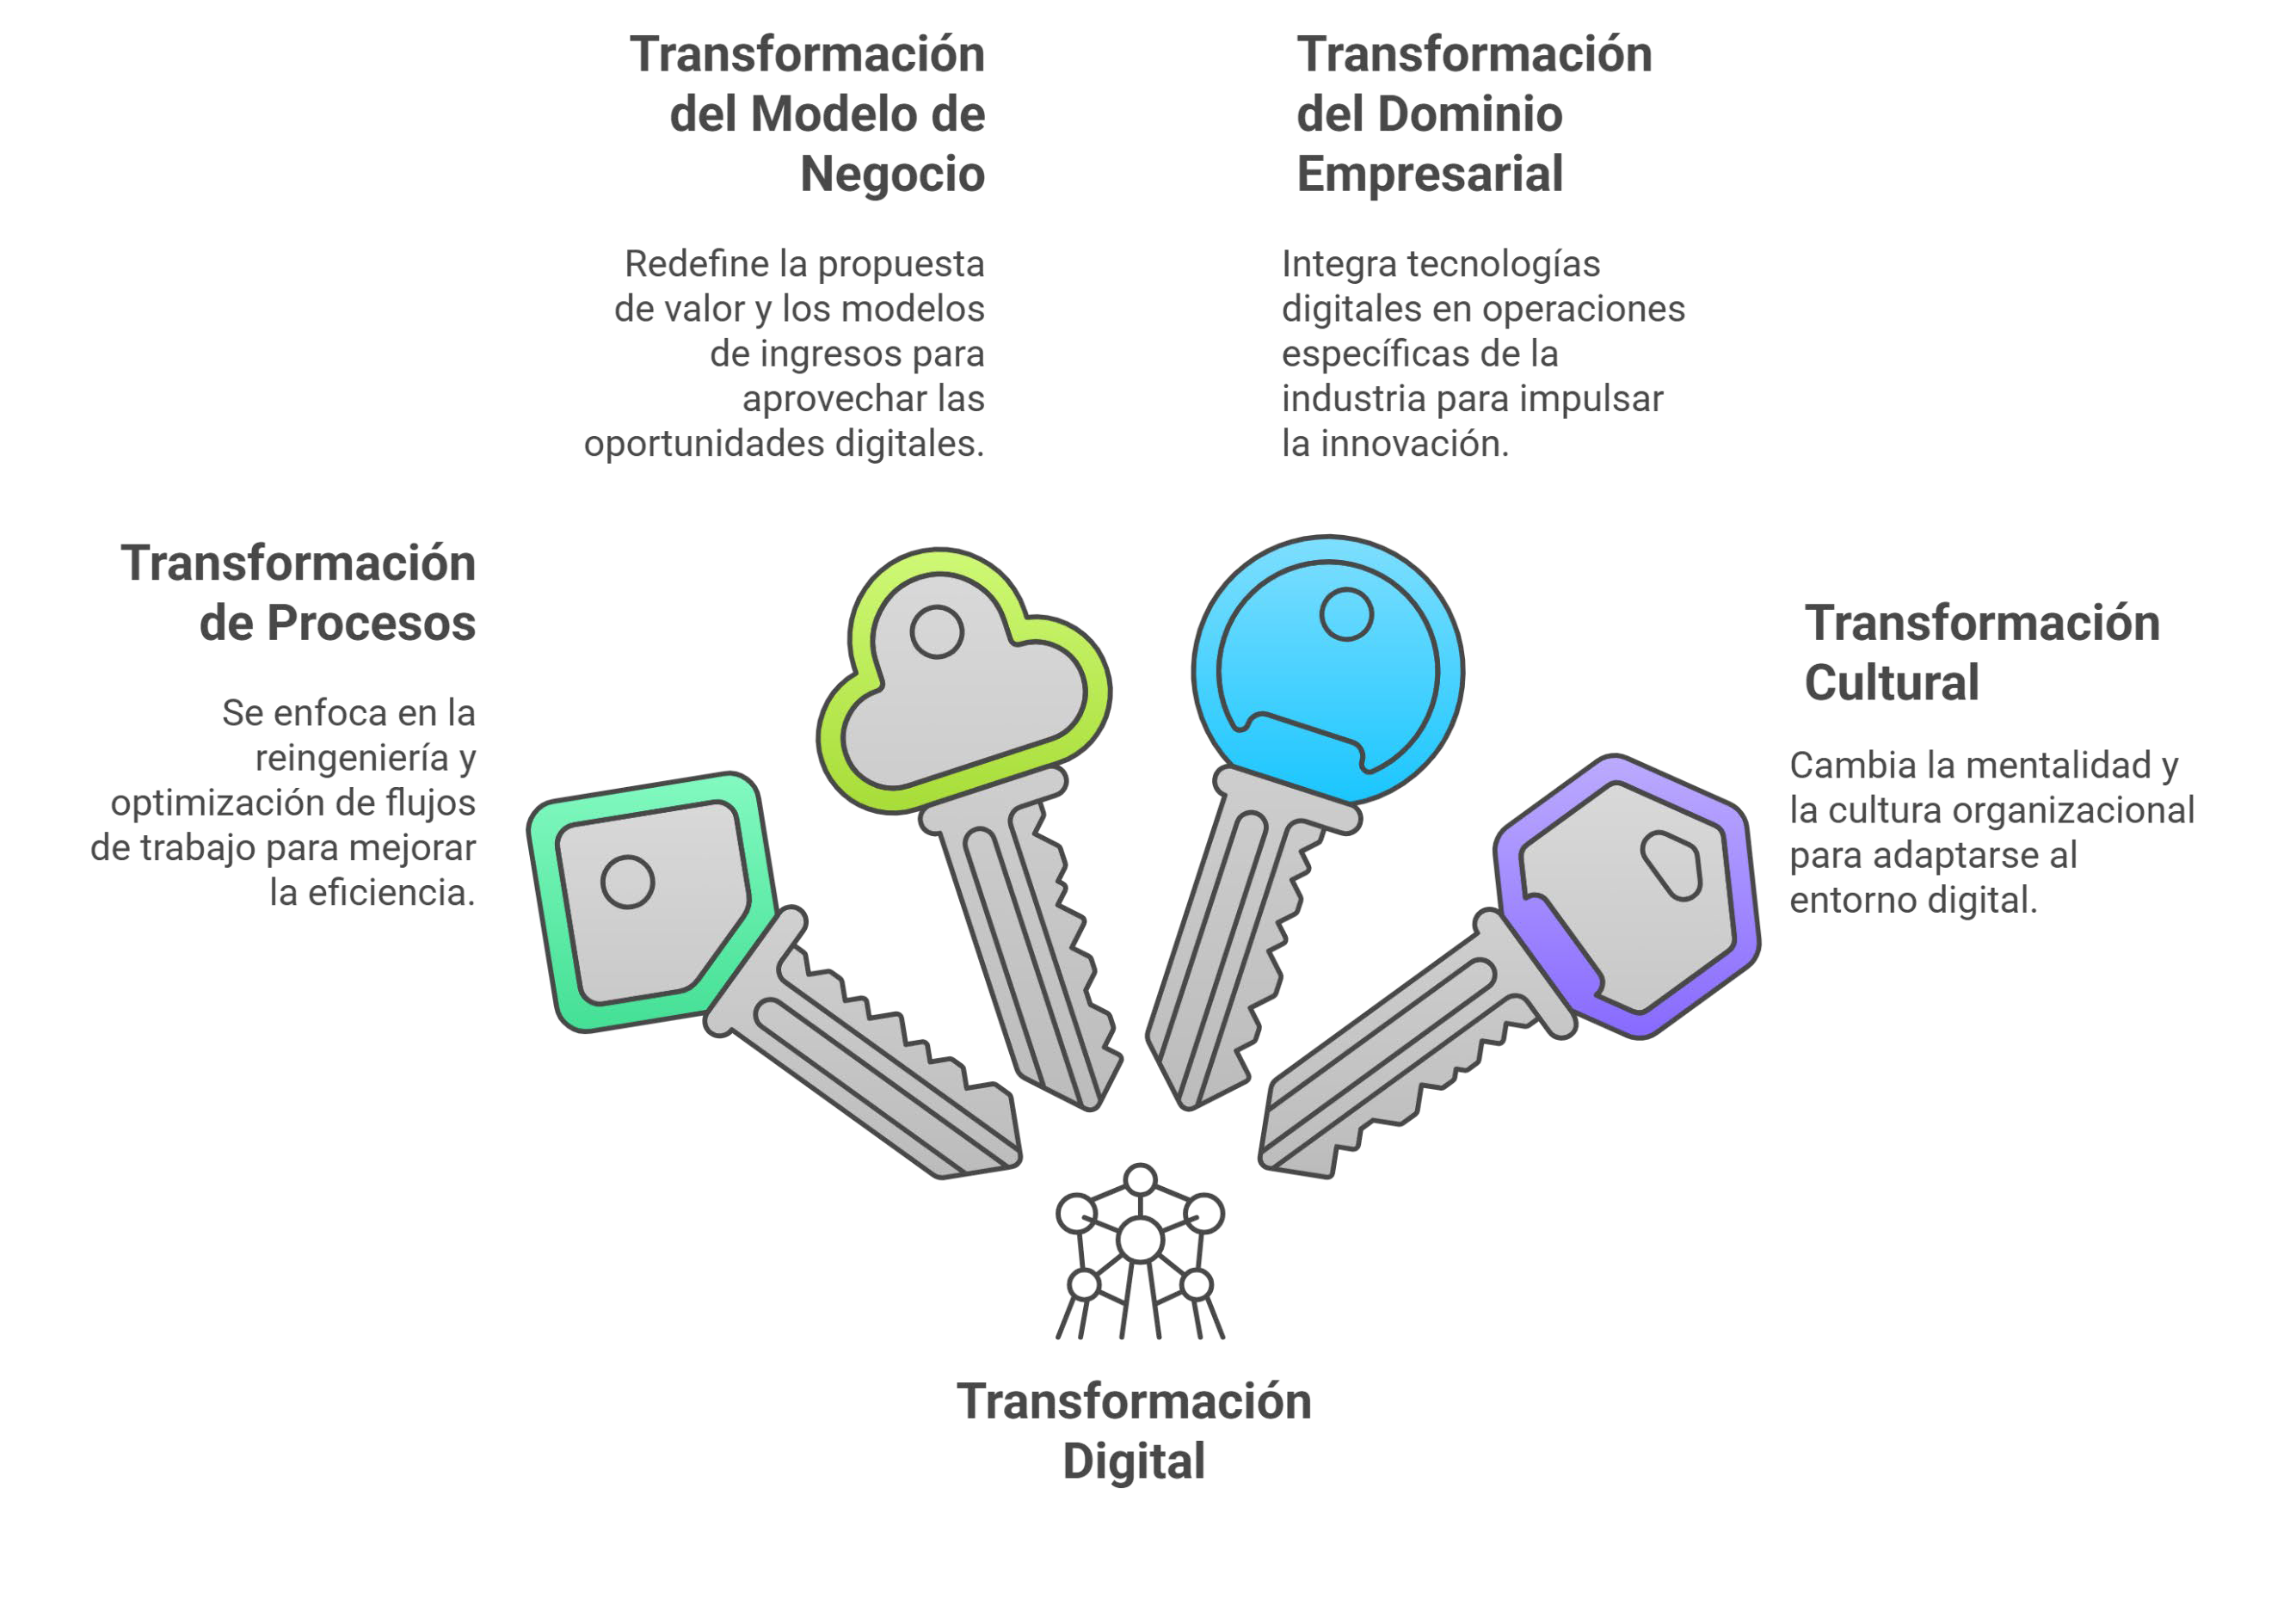 Transformación
del Modelo de
Negocio
Redefine la propuesta
de valor y los modelos
de ingresos para
aprovechar las
oportunidades digitales.
Transformación
del Dominio
Empresarial
Integra tecnologías
digitales en operaciones
específicas de la
industria para impulsar
la innovación.
Transformación
de Procesos
Se enfoca en la
reingeniería y
optimización de flujos
de trabajo para mejorar
la eficiencia.
Transformación
Cultural
Cambia la mentalidad y
la cultura organizacional
para adaptarse al
entorno digital.
Transformación
Digital